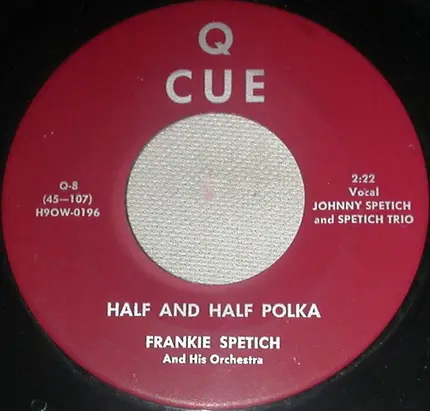 Q
CUE
Q-8
(45—107)
H9OW-0196
2:22
Vocal
JOHNNY SPETICH
and SPETICH TRIO
HALF AND HALF POLKA
FRANKIE SPETICH
And His Orchestra